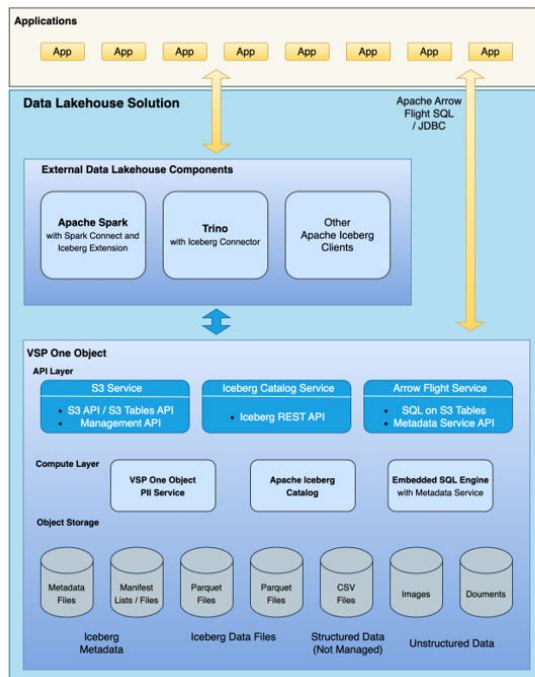 Applications
App App App App App App App App
Data Lakehouse Solution
Apache Arrow
Flight SQL
/ JDBC
External Data Lakehouse Components
Apache Spark
with Spark Connect and
Iceberg Extension
Trino
with Iceberg Connector
Other
Apache Iceberg
Clients
VSP One Object
API Layer
S3 Service
• S3 API / S3 Tables API
• Management API
Iceberg Catalog Service
• Iceberg REST API
Arrow Flight Service
• SQL on S3 Tables
• Metadata Service API
Compute Layer
VSP One Object
PII Service
Apache Iceberg
Catalog
Embedded SQL Engine
with Metadata Service
Object Storage
Metadata
Files
Manifest
Lists / Files
Parquet
Files
Parquet
Files
CSV
Files
Images
Douments
Iceberg
Metadata
Iceberg Data Files
Structured Data
(Not Managed)
Unstructured Data